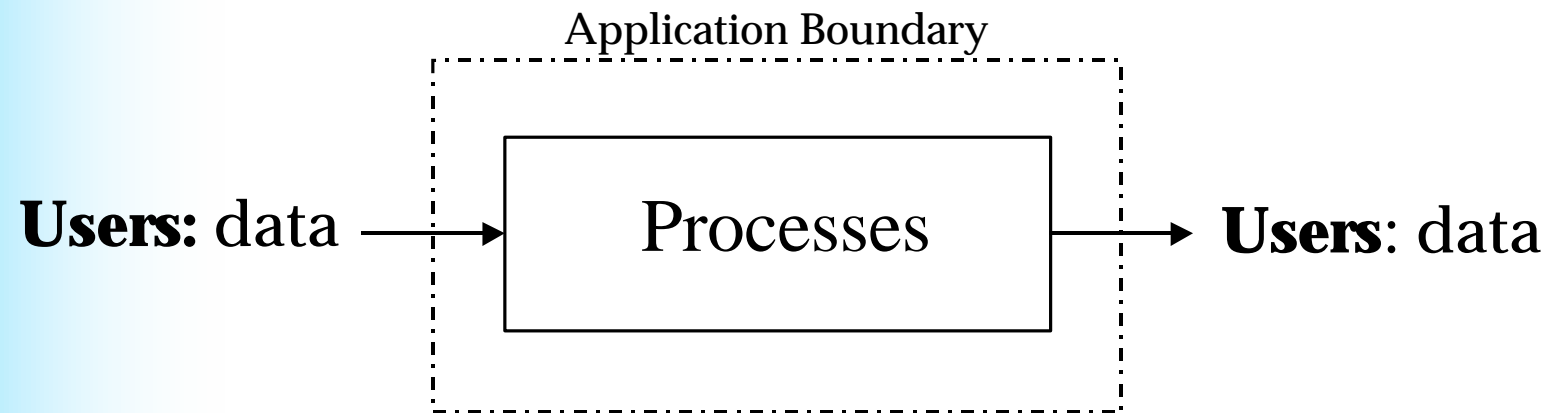 Application Boundary
Users: data
Processes
Users: data